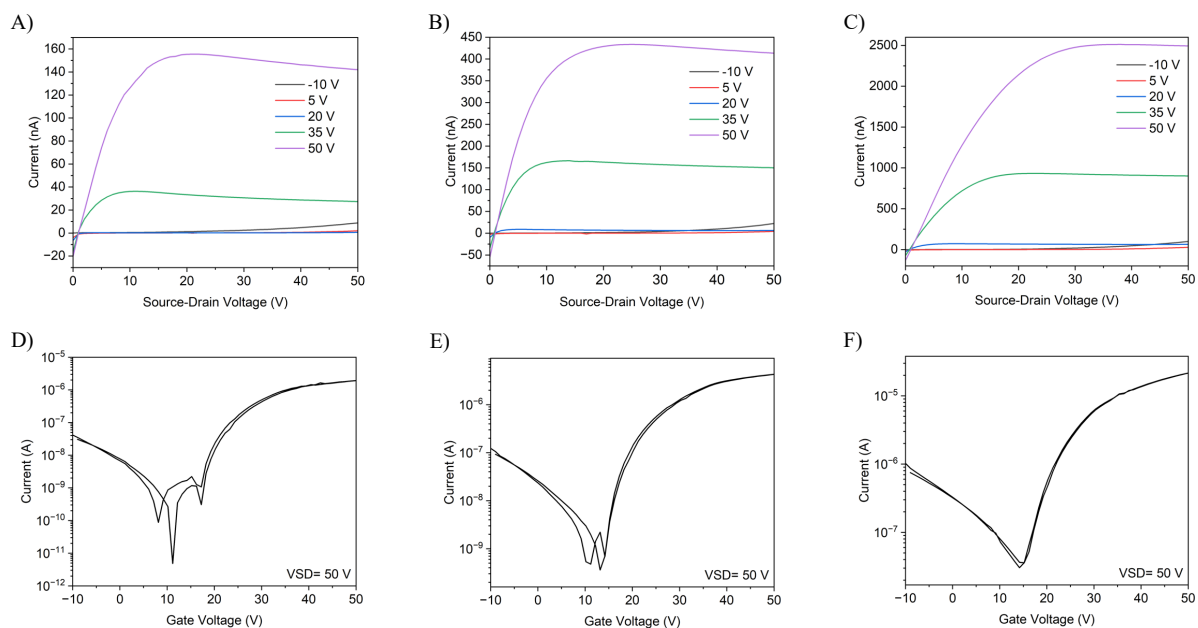 A)
160
140
120
100
80
60
40
20
0
−20
Current (nA)
-10 V
5 V
20 V
35 V
50 V
0 10 20 30 40 50
Source-Drain Voltage (V)
B)
450
400
350
300
250
200
150
100
50
0
−50
Current (nA)
-10 V
5 V
20 V
35 V
50 V
0 10 20 30 40 50
Source-Drain Voltage (V)
C)
2500
2000
1500
1000
500
0
Current (nA)
-10 V
5 V
20 V
35 V
50 V
0 10 20 30 40 50
Source-Drain Voltage (V)
D)
10⁻⁵
10⁻⁶
10⁻⁷
10⁻⁸
10⁻⁹
10⁻¹⁰
10⁻¹¹
10⁻¹²
Current (A)
VSD= 50 V
−10 0 10 20 30 40 50
Gate Voltage (V)
E)
10⁻⁶
10⁻⁷
10⁻⁸
10⁻⁹
Current (A)
VSD= 50 V
−10 0 10 20 30 40 50
Gate Voltage (V)
F)
10⁻⁵
10⁻⁶
10⁻⁷
Current (A)
VSD= 50 V
−10 0 10 20 30 40 50
Gate Voltage (V)